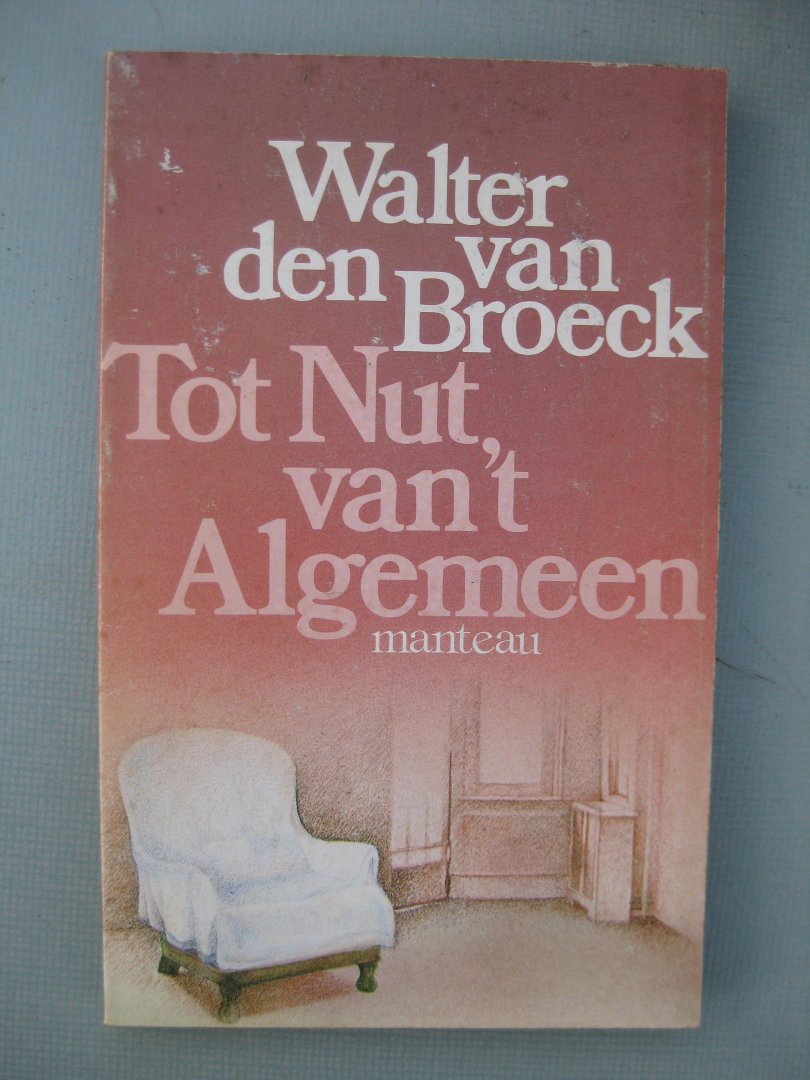 Walter
van
den Broeck
Tot Nut
van 't
Algemeen
manteau